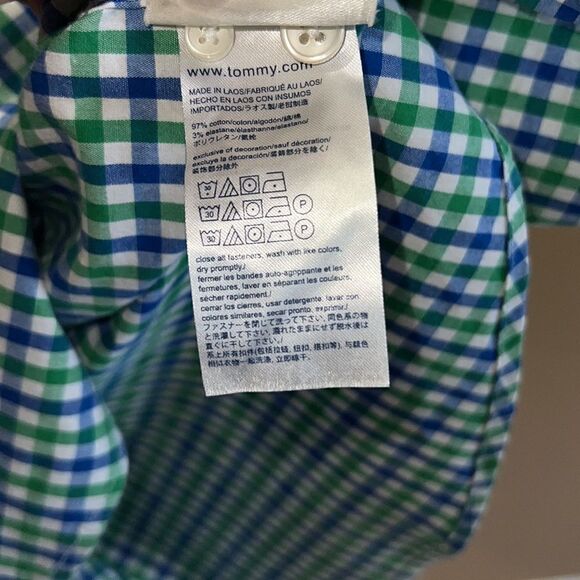 www.tommy.com
MADE IN LAOS/FABRIQUÉ AU LAOS/
HECHO EN LAOS CON INSUMOS
IMPORTADOS/ラオス製/老挝制造
97% cotton/coton/algodón/綿/棉
3% elastane/élasthanne/elastano/
ポリウレタン/氨纶
exclusive of decoration/sauf décoration/
excluye la decoración/装飾部分を除く/
装饰部分除外
30 P
30 P
30 P
close all fasteners, wash with like colors,
dry promptly./
fermer les bandes auto-agrippante et les
fermetures, laver en séparant les couleurs.
sécher rapidement./
cerrar los cierres, usar detergente, lavar con
colores similares, secar pronto, exprimir./
ファスナーを閉じて洗って下さい. 同色系の物
と洗濯して下さい. 濡れたままにせず脱水後は
直ぐに干して下さい./
系上所有扣件(包括拉链, 纽扣, 搭扣等), 与颜色
相似衣物一起洗涤, 立即晾干.